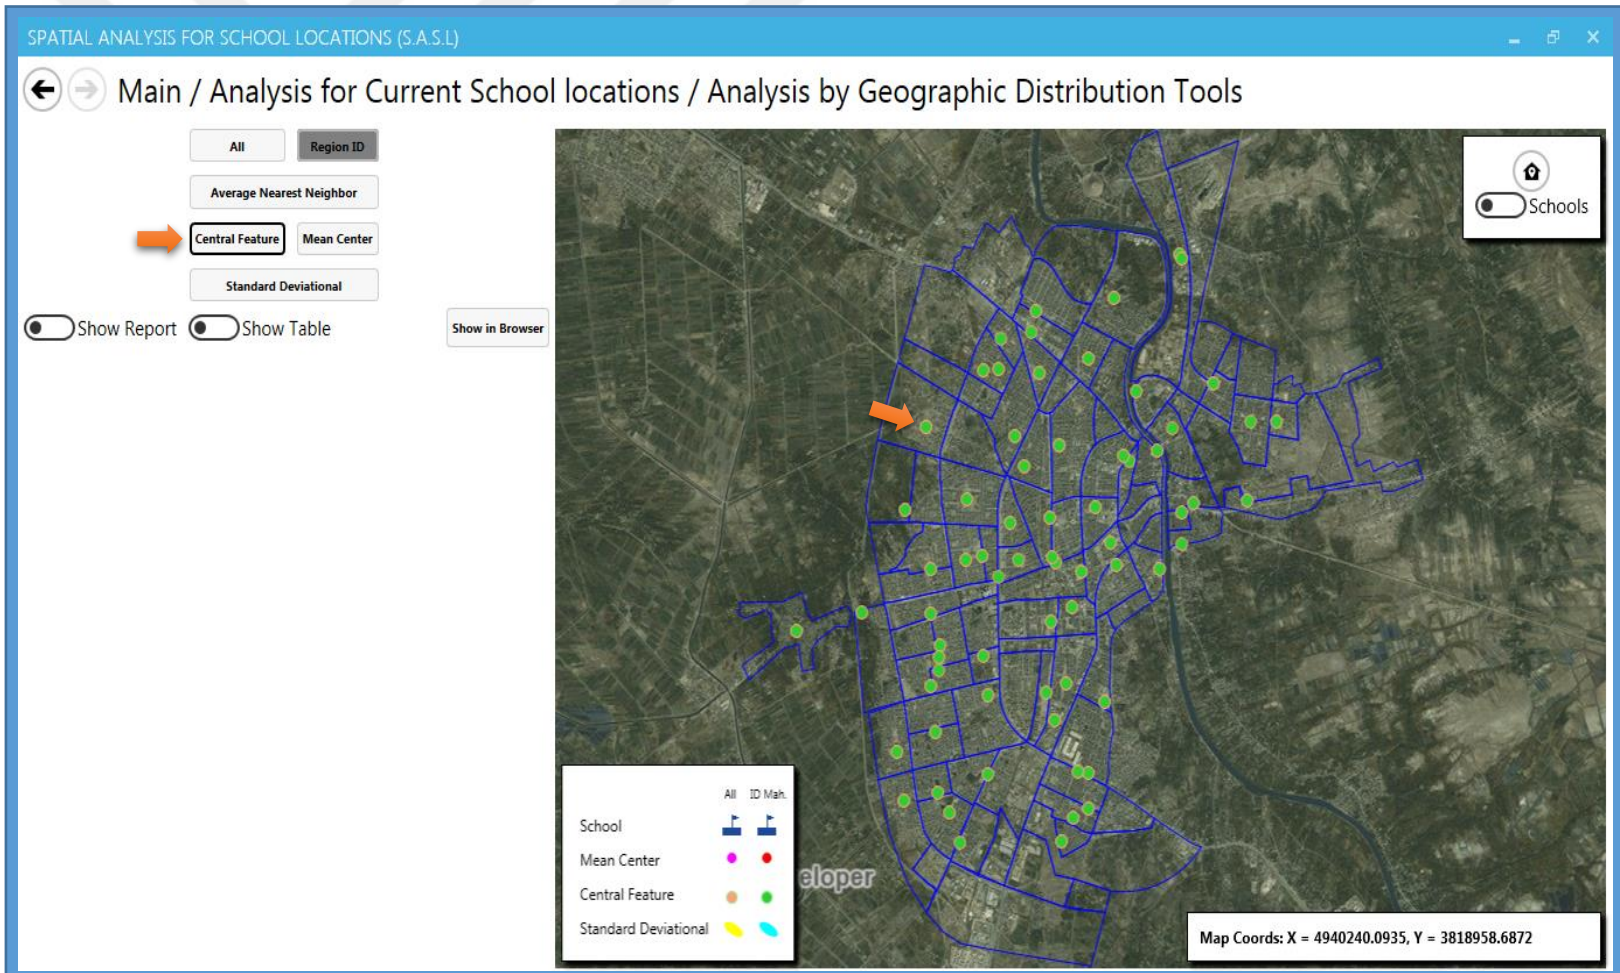 SPATIAL ANALYSIS FOR SCHOOL LOCATIONS (S.A.S.L)
Main / Analysis for Current School locations / Analysis by Geographic Distribution Tools
All Region ID
Average Nearest Neighbor
Central Feature Mean Center
Standard Deviational
Show Report Show Table Show in Browser
Schools
All ID Mah.
School
Mean Center
Central Feature
Standard Deviational
eloper
Map Coords: X = 4940240.0935, Y = 3818958.6872